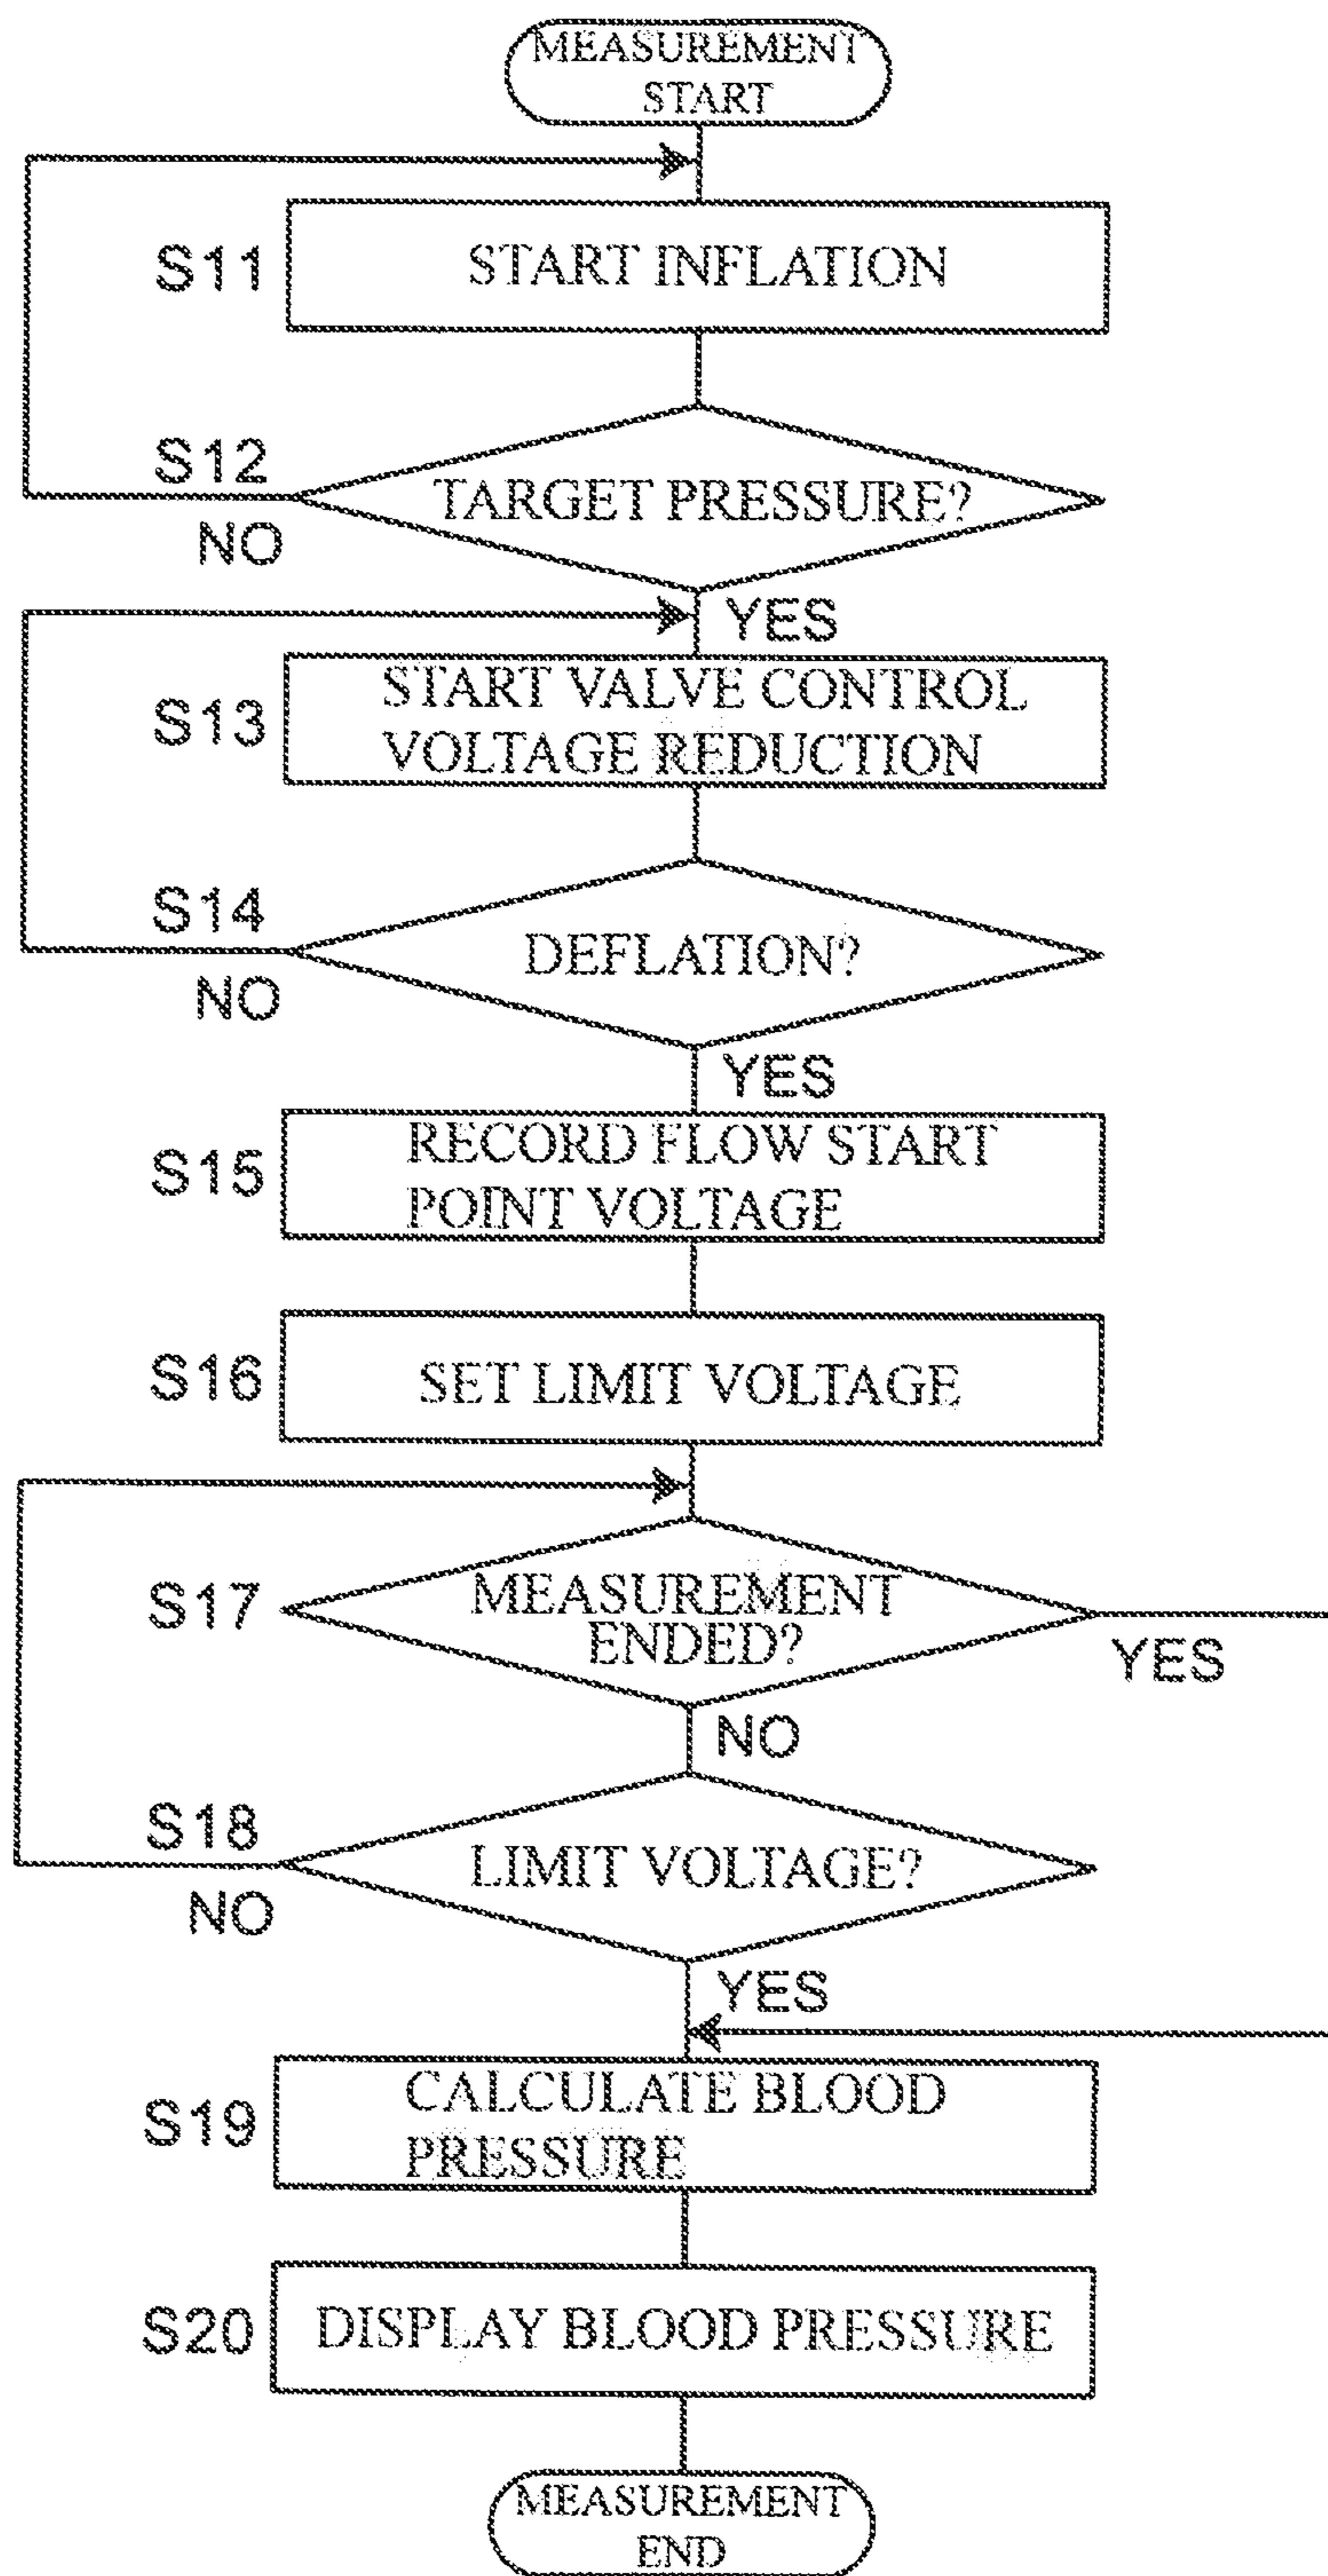 MEASUREMENT
START
S11
START INFLATION
S12
TARGET PRESSURE?
NO
YES
S13
START VALVE CONTROL
VOLTAGE REDUCTION
S14
DEFLATION?
NO
YES
S15
RECORD FLOW START
POINT VOLTAGE
S16
SET LIMIT VOLTAGE
S17
MEASUREMENT
ENDED?
YES
NO
S18
LIMIT VOLTAGE?
NO
YES
S19
CALCULATE BLOOD
PRESSURE
S20
DISPLAY BLOOD PRESSURE
MEASUREMENT
END